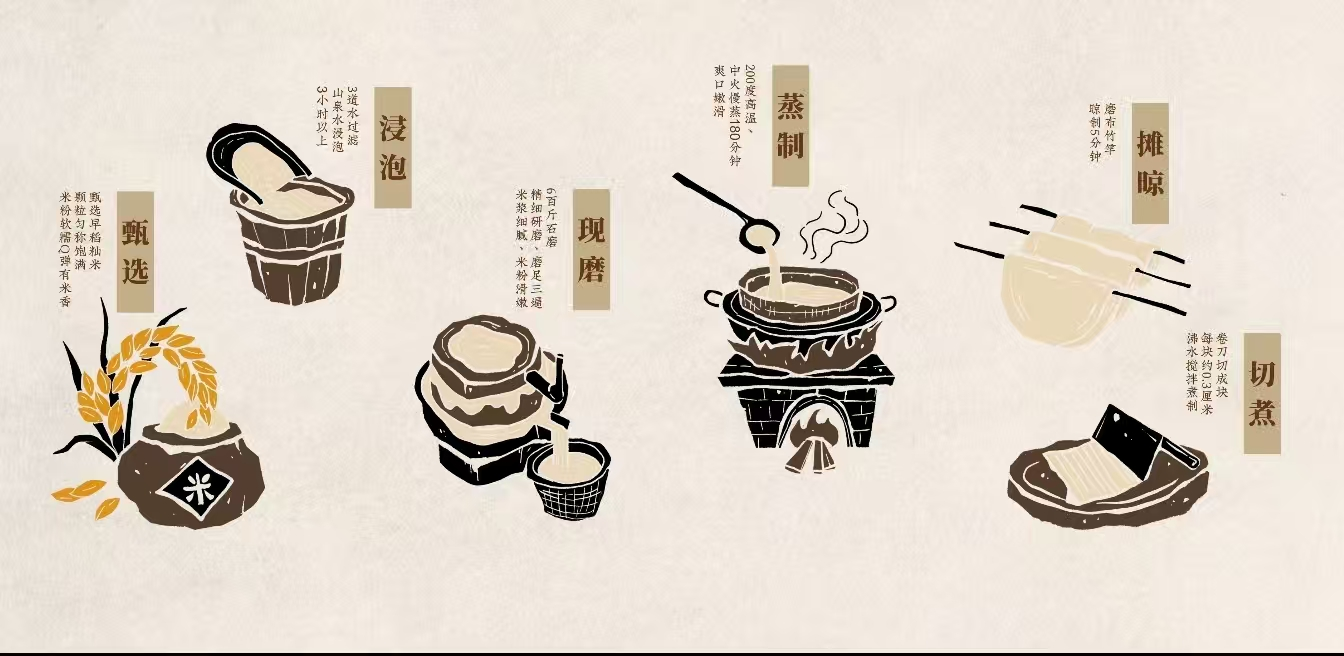 甄选
甄选早稻籼米
颗粒匀称饱满
米粉软糯Q弹有米香
浸泡
3道水过滤
山泉水浸泡
3小时以上
现磨
6百斤石磨
精细研磨、磨足三遍
米浆细腻、米粉滑嫩
蒸制
200度高温、
中火慢蒸180分钟
爽口嫩滑
摊晾
磨布竹竿
晾制5分钟
切煮
卷刀切成块
每块约0.3厘米
沸水搅拌煮制
米